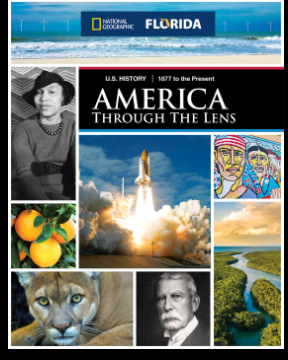 NATIONAL
GEOGRAPHIC
FLORIDA
U.S. HISTORY | 1877 to the Present
AMERICA
THROUGH THE LENS